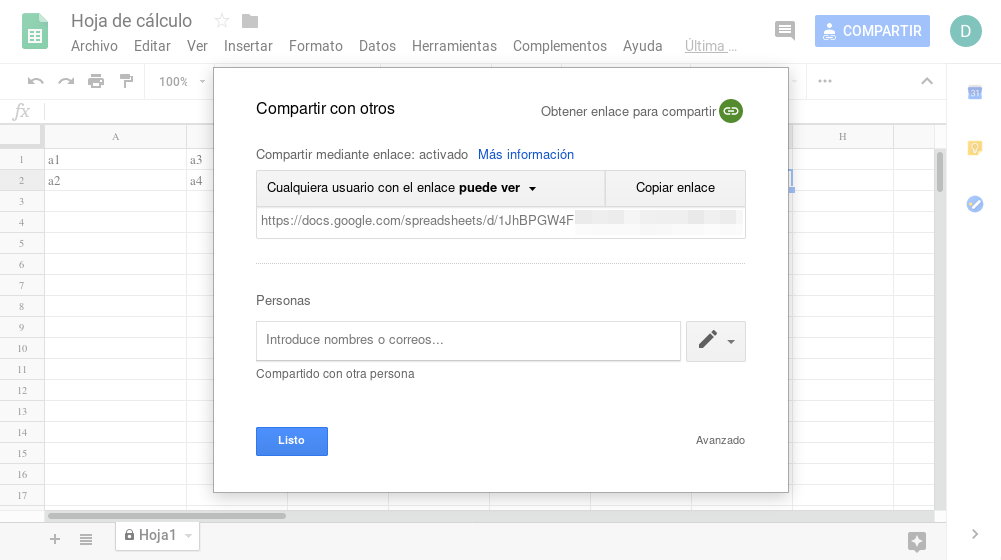 Hoja de cálculo
Archivo Editar Ver Insertar Formato Datos Herramientas Complementos Ayuda Última ...
COMPARTIR
D
100%
fx
Compartir con otros
Obtener enlace para compartir
Compartir mediante enlace: activado Más información
Cualquiera usuario con el enlace puede ver Copiar enlace
https://docs.google.com/spreadsheets/d/1JhBPGW4F
Personas
Introduce nombres o correos...
Compartido con otra persona
Listo Avanzado
A H
1 a1 a3
2 a2 a4
3
4
5
6
7
8
9
10
11
12
13
14
15
16
17
Hoja1
31